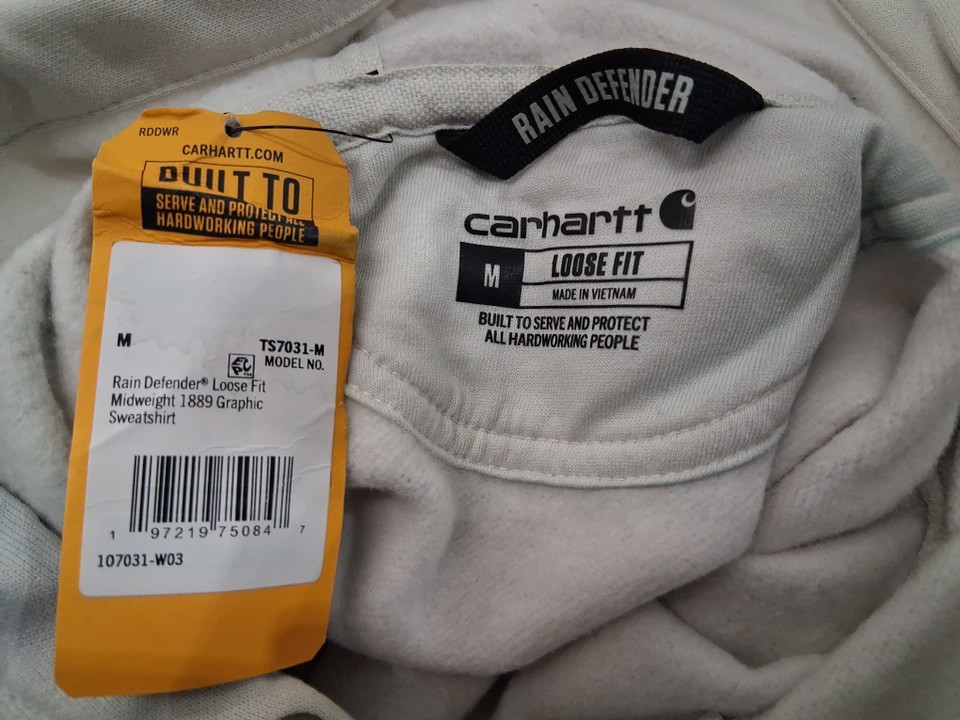 RDDWR
CARHARTT.COM
BUILT TO
SERVE AND PROTECT ALL
HARDWORKING PEOPLE
M
TS7031-M
MODEL NO.
Rain Defender® Loose Fit
Midweight 1889 Graphic
Sweatshirt
1 97219 75084 7
107031-W03
RAIN DEFENDER
carhartt
M
LOOSE FIT
MADE IN VIETNAM
BUILT TO SERVE AND PROTECT
ALL HARDWORKING PEOPLE